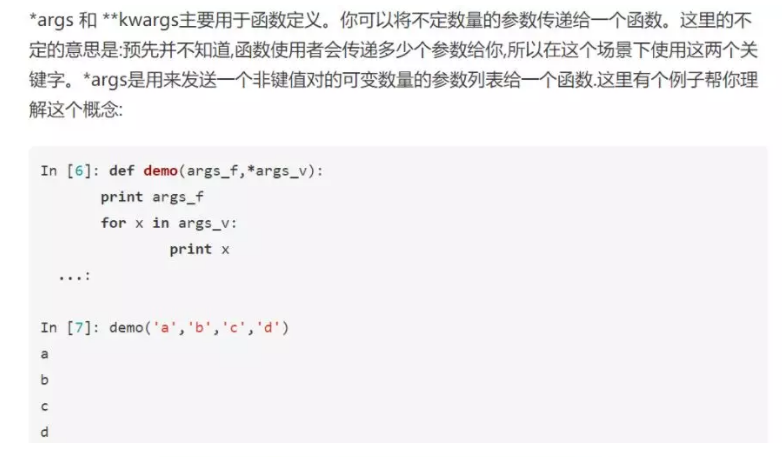 *args 和 **kwargs主要用于函数定义。你可以将不定数量的参数传递给一个函数。这里的不
定的意思是:预先并不知道,函数使用者会传递多少个参数给你,所以在这个场景下使用这两个关
键字。*args是用来发送一个非键值对的可变数量的参数列表给一个函数.这里有个例子帮你理
解这个概念:
In [6]: def demo(args_f,*args_v):
print args_f
for x in args_v:
print x
...:
In [7]: demo('a','b','c','d')
a
b
c
d